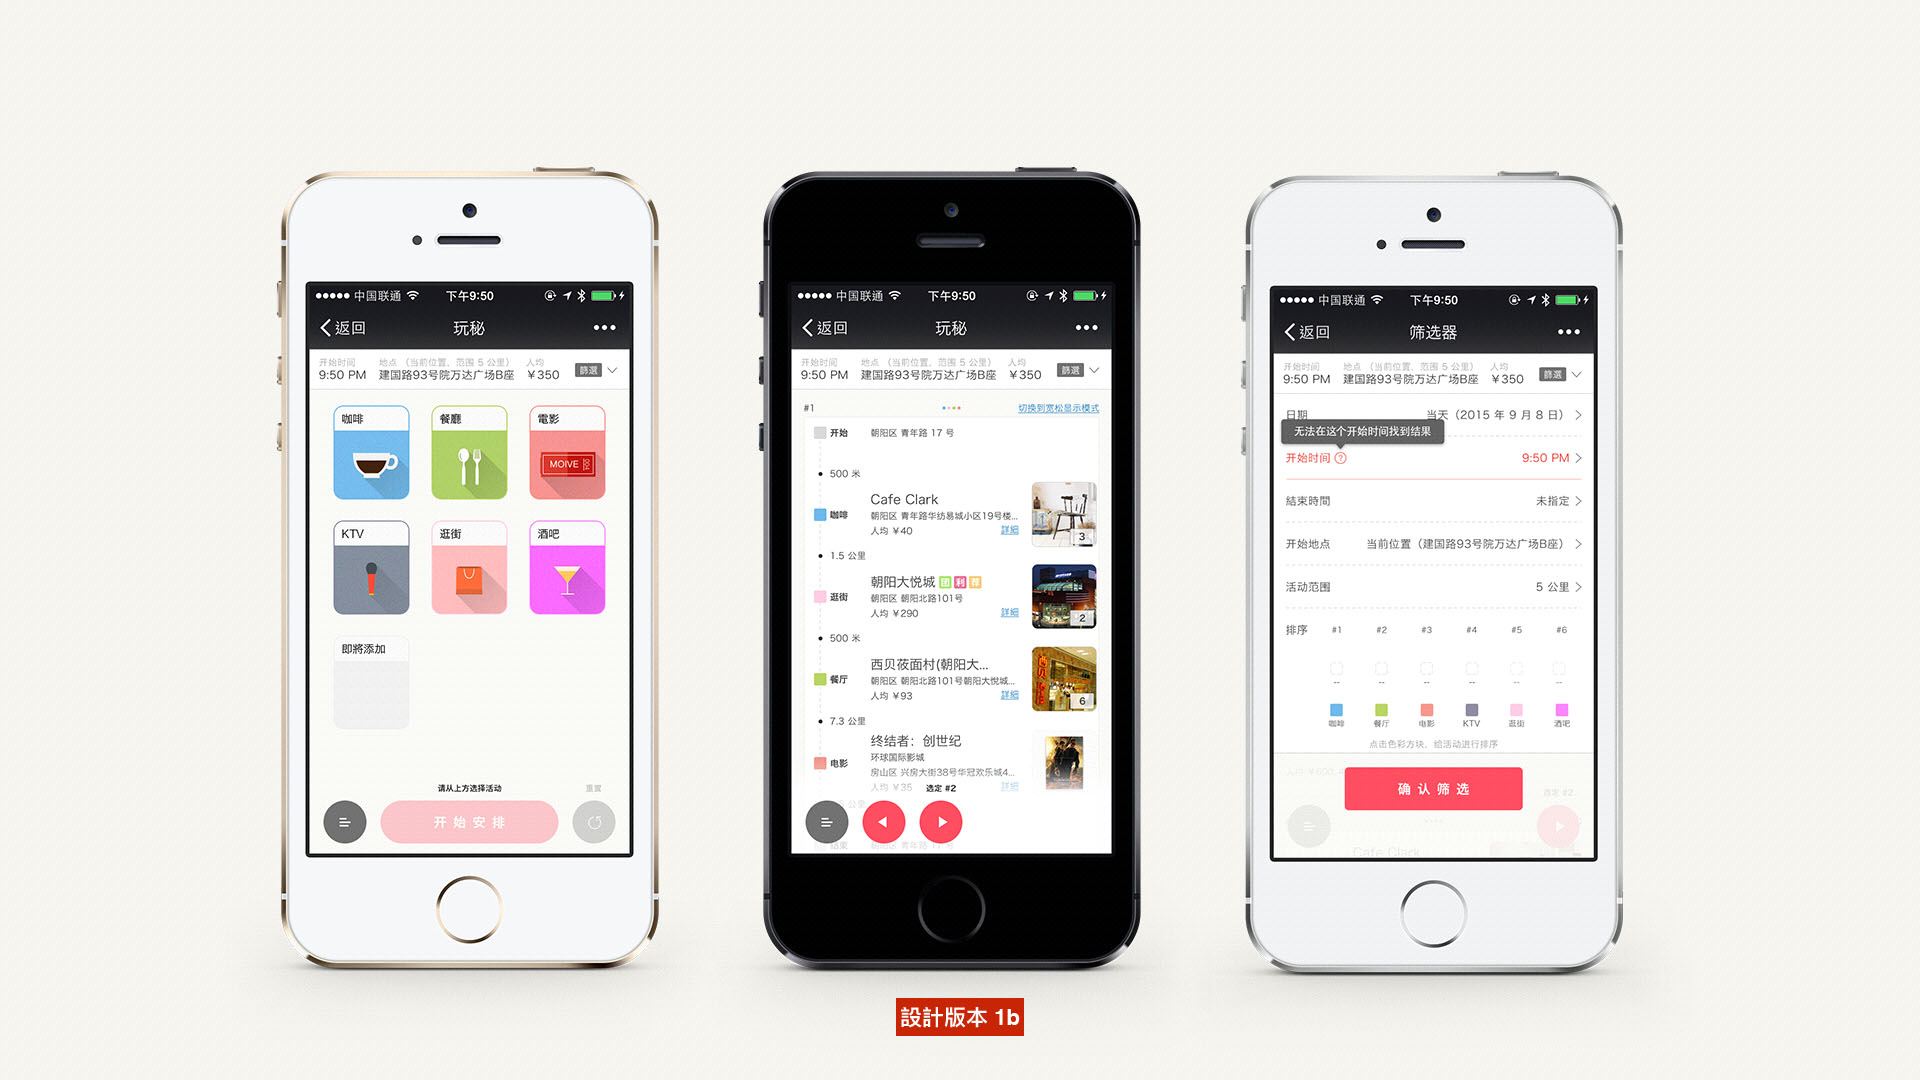 中国联通 下午9:50
返回 玩秘
开始时间 地点 （当前位置，范围 5 公里） 人均
9:50 PM 建国路93号院万达广场B座 ￥350 篩選
咖啡 餐廳 電影
MOIVE
KTV 逛街 酒吧
即將添加
请从上方选择活动 重置
开始安排
中国联通 下午9:50
返回 玩秘
开始时间 地点 （当前位置，范围 5 公里） 人均
9:50 PM 建国路93号院万达广场B座 ￥350 篩選
#1 切换到宽松显示模式
开始 朝阳区 青年路 17 号
500 米
Cafe Clark
咖啡 朝阳区 青年路华纺易城小区19号楼...
人均 ￥40 詳細 3
1.5 公里
朝阳大悦城 团 利 荐
逛街 朝阳区 朝阳北路101号
人均 ￥290 詳細 2
500 米
西贝莜面村(朝阳大...
餐厅 朝阳区 朝阳北路101号朝阳大悦城...
人均 ￥93 詳細 6
7.3 公里
终结者：创世纪
电影 环球国际影城
房山区 兴房大街38号华冠欢乐城4...
人均 ￥35 选定 #2 詳細
公里
结束 朝阳区 青年路 17 号
中国联通 下午9:50
返回 筛选器
开始时间 地点 （当前位置，范围 5 公里） 人均
9:50 PM 建国路93号院万达广场B座 ￥350 篩選
日期 当天（2015 年 9 月 8 日）
无法在这个开始时间找到结果
开始时间 ? 9:50 PM
結束時間 未指定
开始地点 当前位置（建国路93号院万达广场B座）
活动范围 5 公里
排序 #1 #2 #3 #4 #5 #6
-- -- -- -- -- --
咖啡 餐厅 电影 KTV 逛街 酒吧
点击色彩方块，给活动进行排序
确认筛选
选定 #2
Cafe Clark
設計版本 1b